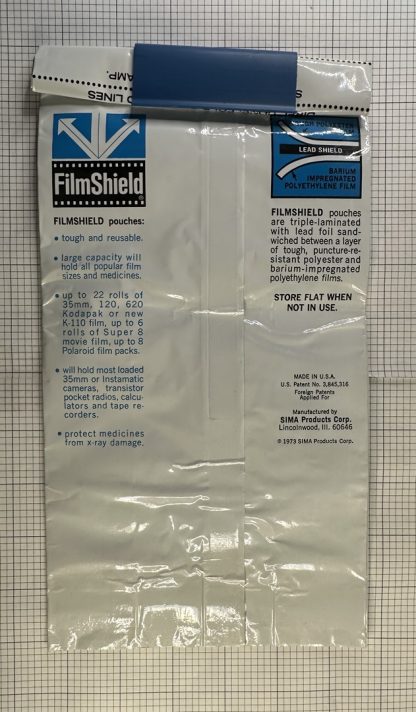 LINES
AMP.
FilmShield
FILMSHIELD pouches:
• tough and reusable.
• large capacity will
hold all popular film
sizes and medicines.
• up to 22 rolls of
35mm, 120, 620
Kodapak or new
K-110 film, up to 6
rolls of Super 8
movie film, up to 8
Polaroid film packs.
• will hold most loaded
35mm or Instamatic
cameras, transistor
pocket radios, calcu-
lators and tape re-
corders.
• protect medicines
from x-ray damage.
POLYESTER
LEAD SHIELD
BARIUM
IMPREGNATED
POLYETHYLENE FILM
FILMSHIELD pouches
are triple-laminated
with lead foil sand-
wiched between a layer
of tough, puncture-re-
sistant polyester and
barium-impregnated
polyethylene films.
STORE FLAT WHEN
NOT IN USE.
MADE IN U.S.A.
U.S. Patent No. 3,845,316
Foreign Patents
Applied For
Manufactured by
SIMA Products Corp.
Lincolnwood, Ill. 60646
© 1973 SIMA Products Corp.